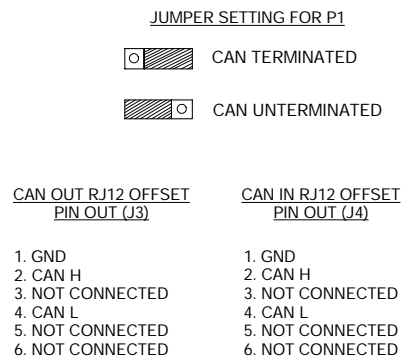 JUMPER SETTING FOR P1
CAN TERMINATED
CAN UNTERMINATED
CAN OUT RJ12 OFFSET
PIN OUT (J3)
1. GND
2. CAN H
3. NOT CONNECTED
4. CAN L
5. NOT CONNECTED
6. NOT CONNECTED
CAN IN RJ12 OFFSET
PIN OUT (J4)
1. GND
2. CAN H
3. NOT CONNECTED
4. CAN L
5. NOT CONNECTED
6. NOT CONNECTED